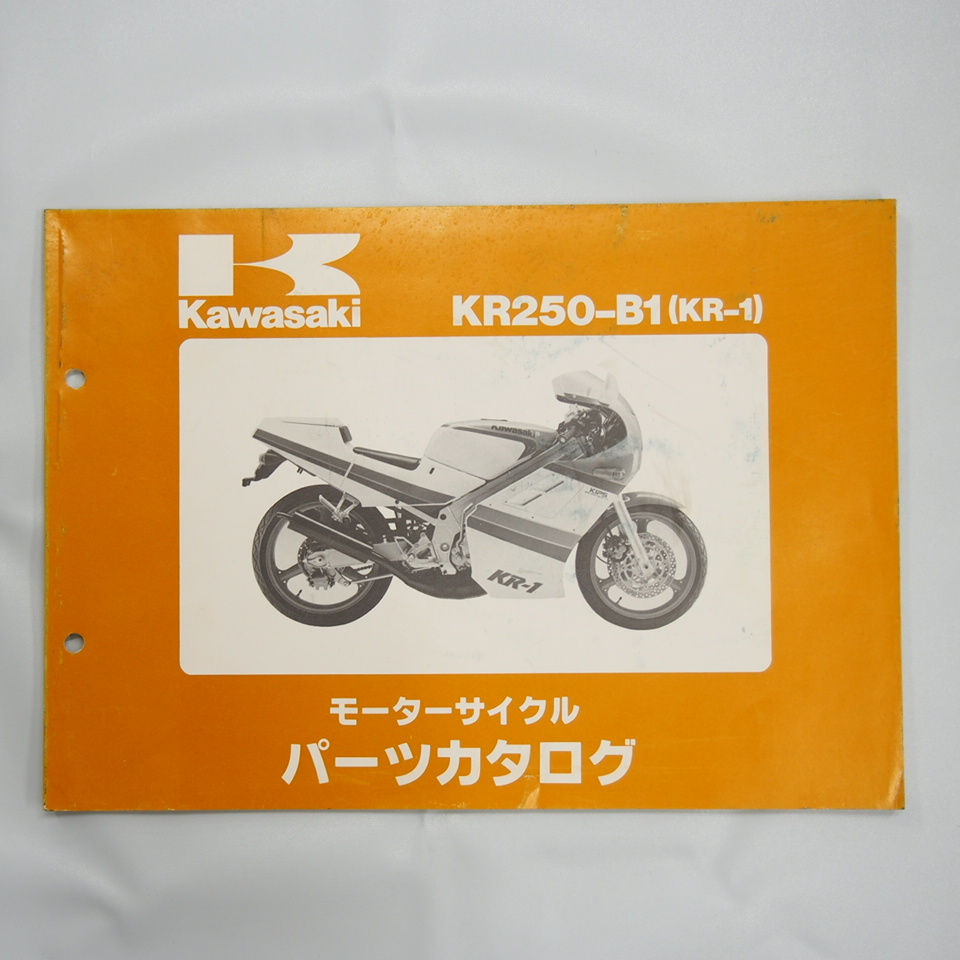 Kawasaki
KR250-B1(KR-1)
Kawasaki
KIPS
KR-1
モーターサイクル
パーツカタログ